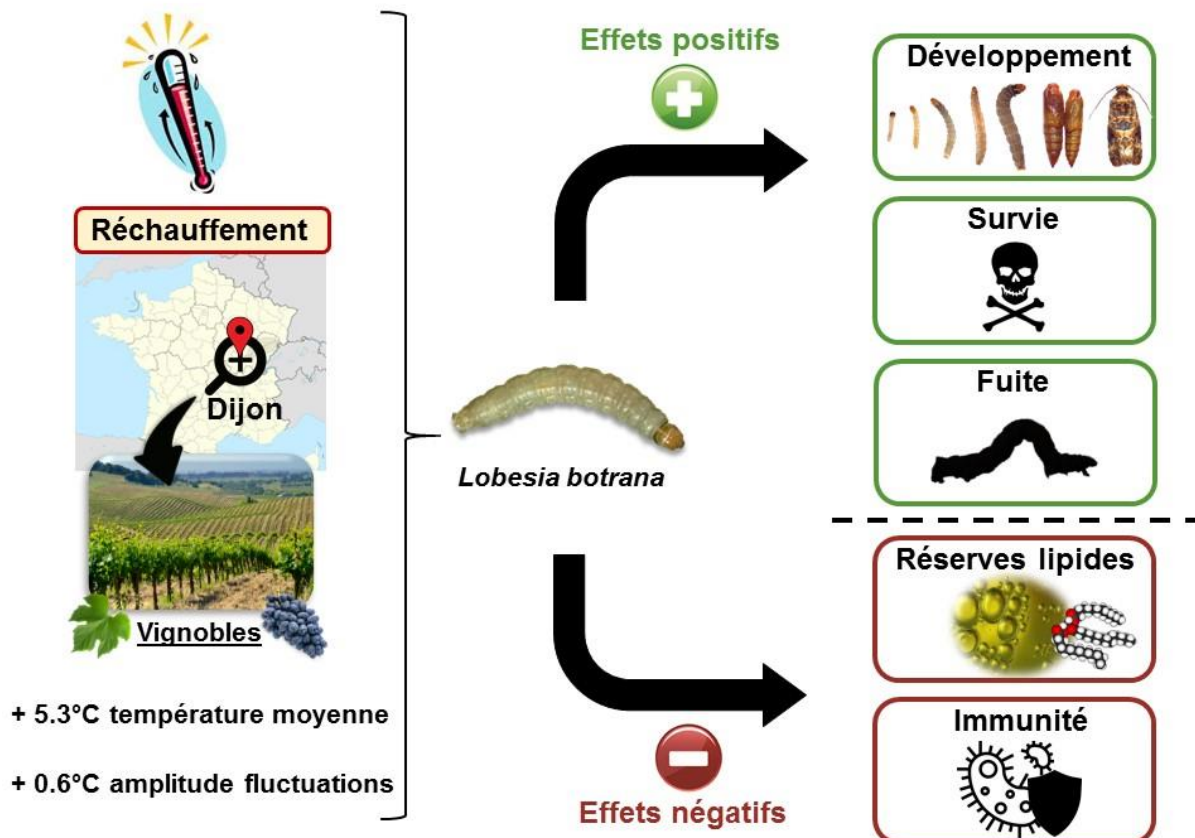 Réchauffement
Dijon
Vignobles
+ 5.3°C température moyenne
+ 0.6°C amplitude fluctuations
Lobesia botrana
Effets positifs
Développement
Survie
Fuite
Effets négatifs
Réserves lipides
Immunité